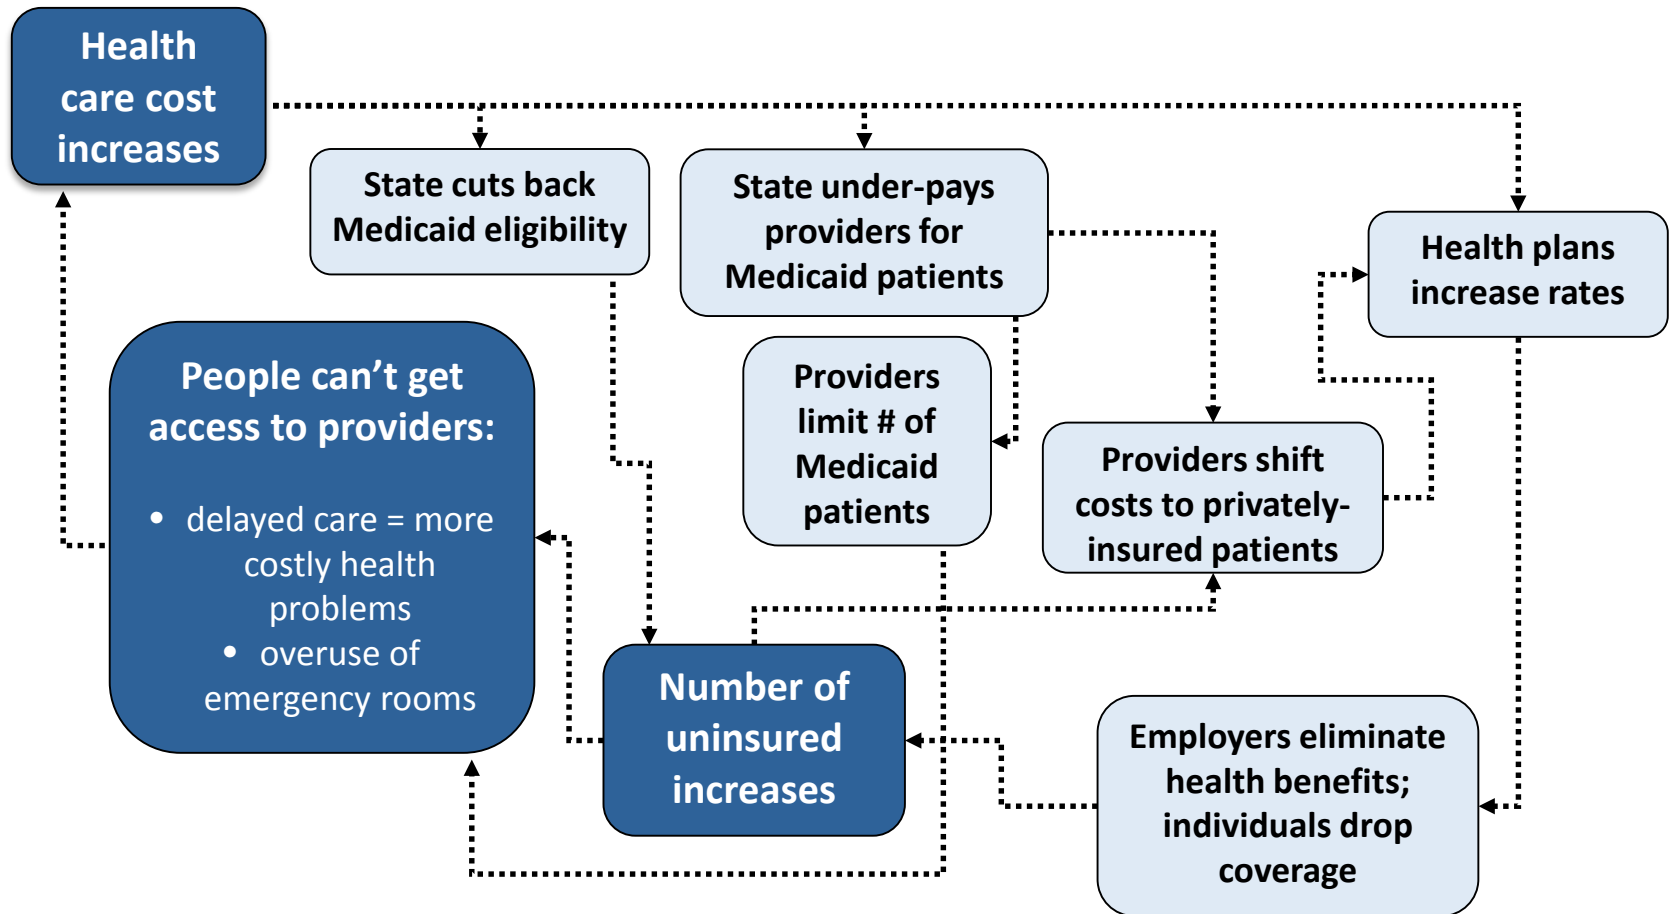 Health
care cost
increases
State cuts back
Medicaid eligibility
State under-pays
providers for
Medicaid patients
Health plans
increase rates
People can’t get
access to providers:
• delayed care = more
costly health
problems
• overuse of
emergency rooms
Providers
limit # of
Medicaid
patients
Providers shift
costs to privately-
insured patients
Number of
uninsured
increases
Employers eliminate
health benefits;
individuals drop
coverage